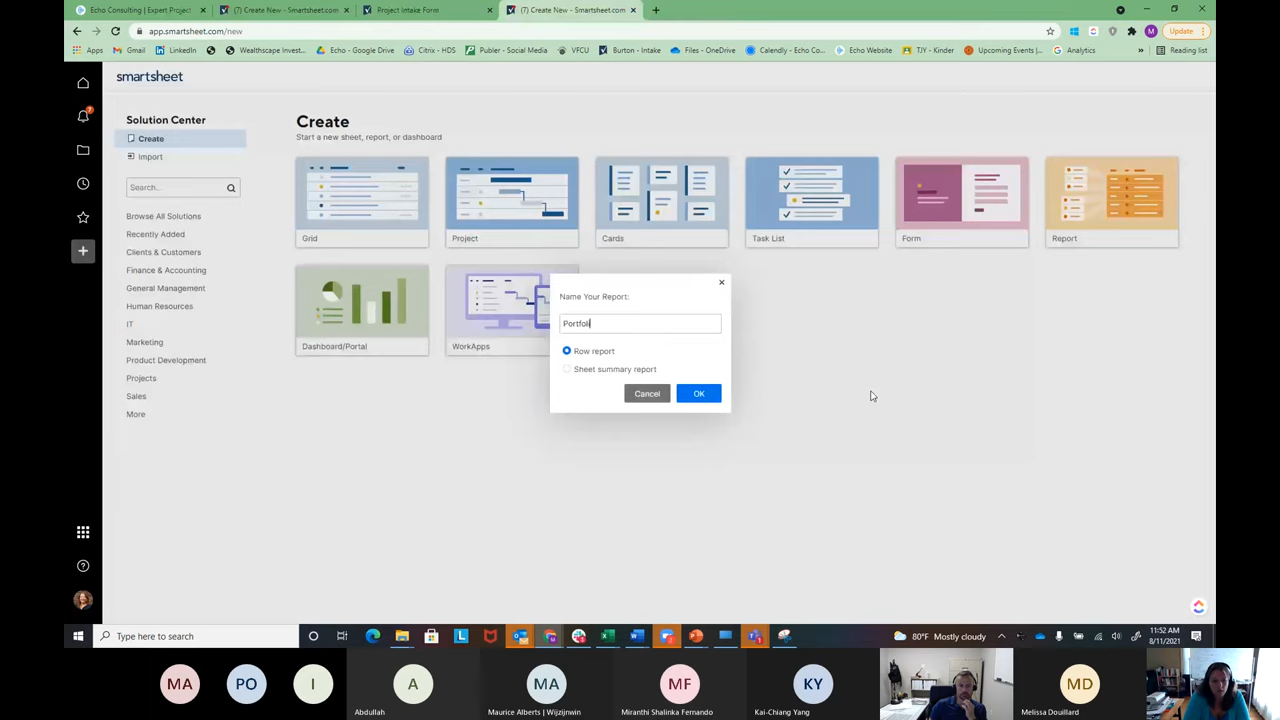 Echo Consulting | Expert Project
(7) Create New - Smartsheet.com
Project Intake Form
(7) Create New - Smartsheet.com
app.smartsheet.com/new
M
Update
Apps
Gmail
LinkedIn
Wealthscape Invest...
Echo - Google Drive
Citrix - HDS
Publer - Social Media
VFCU
Burton - Intake
Files - OneDrive
Calendly - Echo Co...
Echo Website
TJY - Kinder
Upcoming Events |...
Analytics
»
Reading list
smartsheet
7
Solution Center
Create
Import
Search...
Browse All Solutions
Recently Added
Clients & Customers
Finance & Accounting
General Management
Human Resources
IT
Marketing
Product Development
Projects
Sales
More
Create
Start a new sheet, report, or dashboard
Grid
Project
Cards
Task List
Form
Report
Dashboard/Portal
WorkApps
Name Your Report:
Portfoli
Row report
Sheet summary report
Cancel
OK
Type here to search
80°F Mostly cloudy
11:52 AM
8/11/2021
MA
PO
I
A
Abdullah
MA
Maurice Alberts | Wijzijnwin
MF
Miranthi Shalinka Fernando
KY
Kai-Chiang Yang
MD
Melissa Douillard